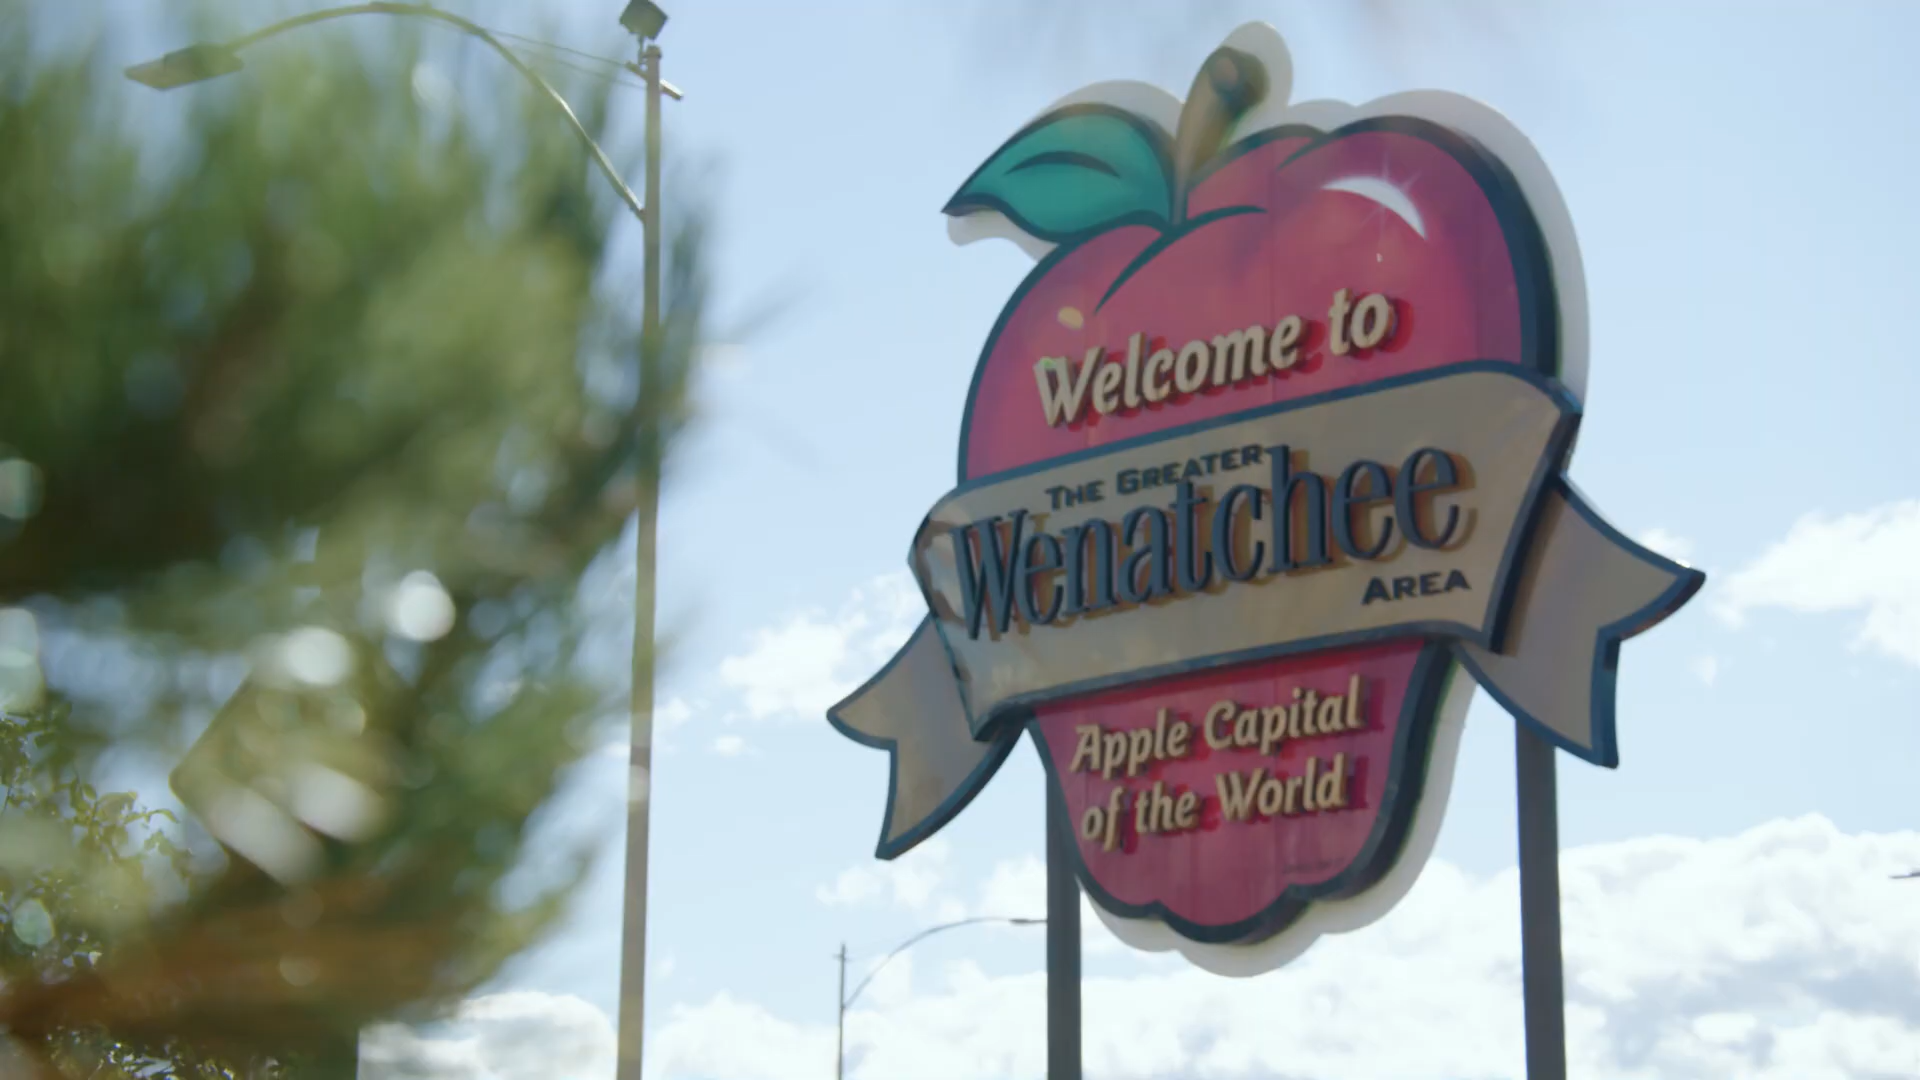 Welcome to
THE GREATER
Wenatchee
AREA
Apple Capital
of the World